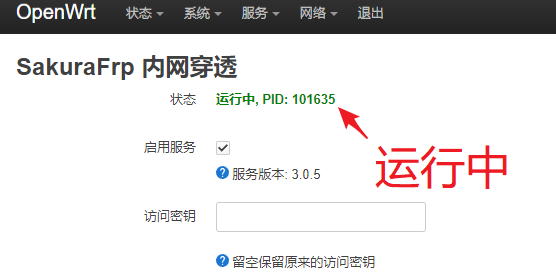 OpenWrt 状态 系统 服务 网络 退出
SakuraFrp 内网穿透
状态 运行中, PID: 101635
运行中
启用服务
服务版本: 3.0.5
访问密钥
留空保留原来的访问密钥